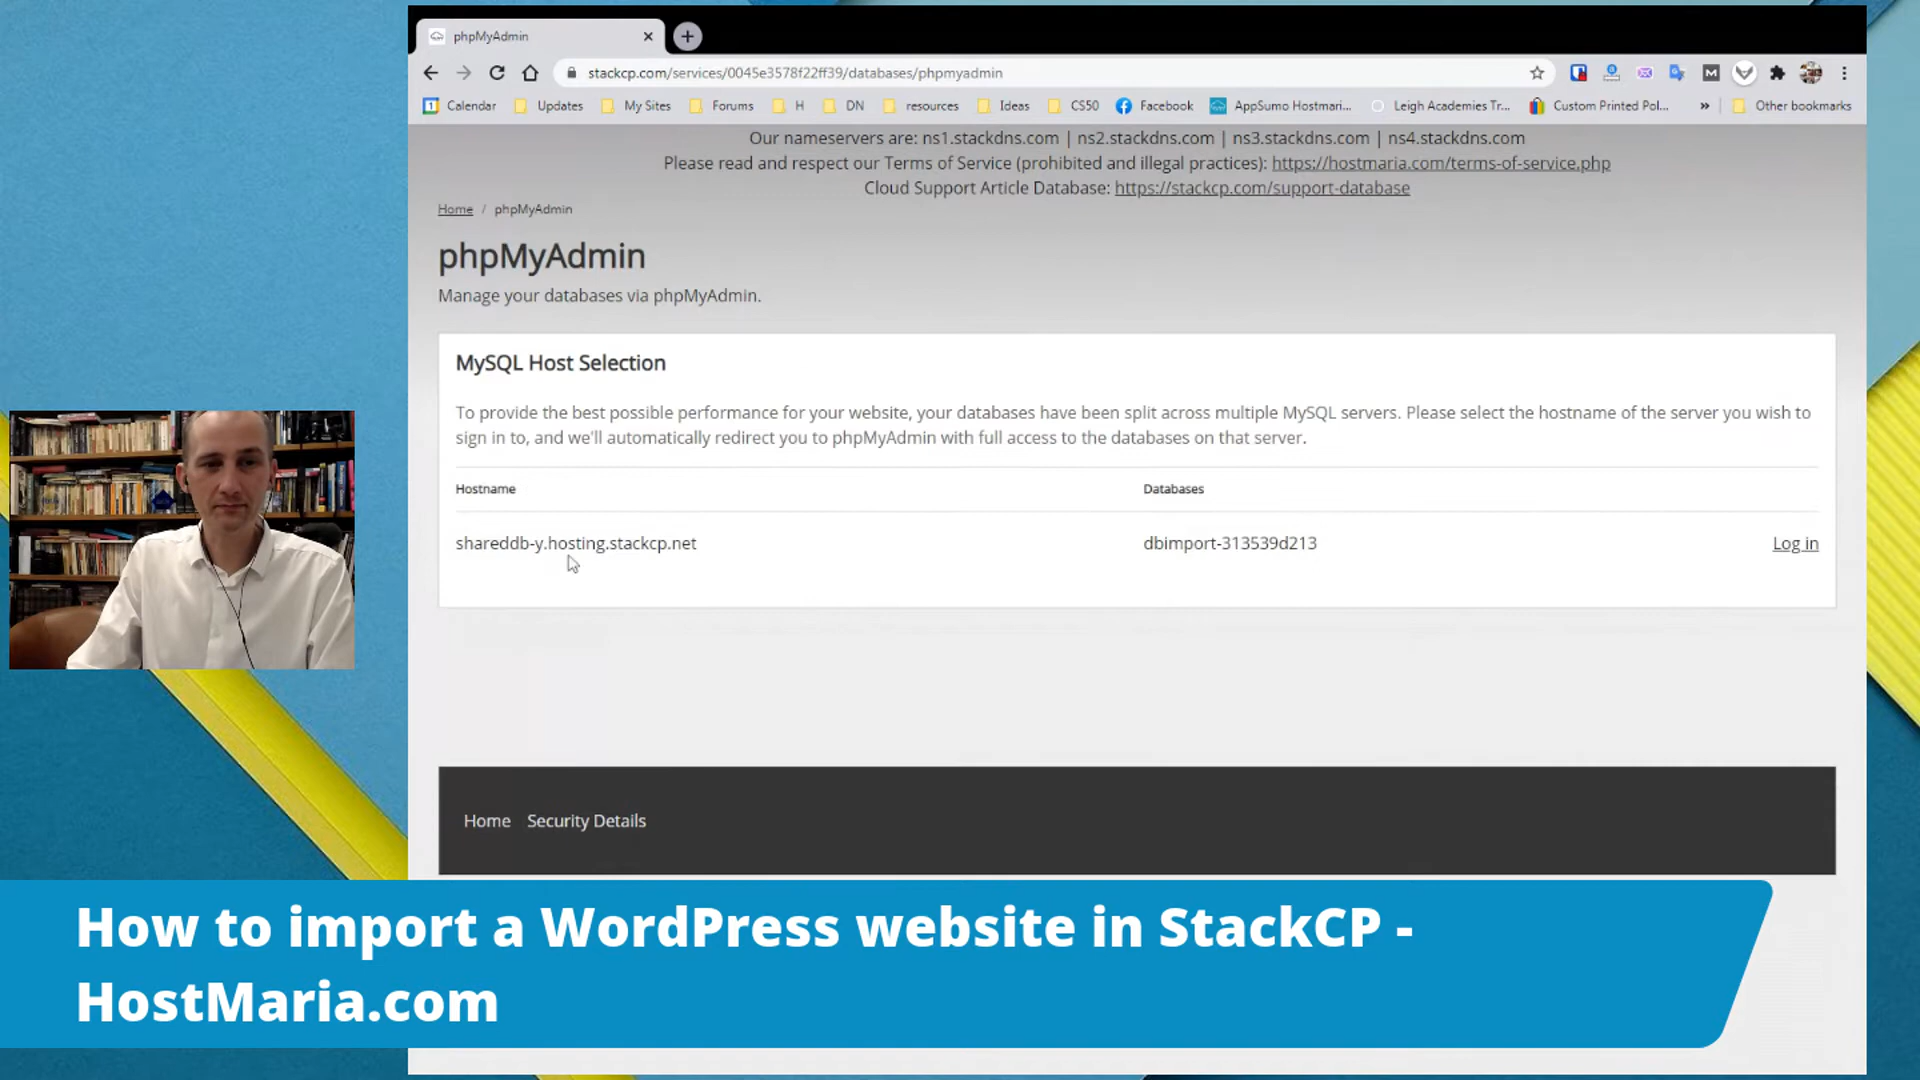 phpMyAdmin
stackcp.com/services/0045e3578f22ff39/databases/phpmyadmin
Calendar Updates My Sites Forums H DN resources Ideas CS50 Facebook AppSumo Hostmari... Leigh Academies Tr... Custom Printed Pol... » Other bookmarks
Our nameservers are: ns1.stackdns.com | ns2.stackdns.com | ns3.stackdns.com | ns4.stackdns.com
Please read and respect our Terms of Service (prohibited and illegal practices): https://hostmaria.com/terms-of-service.php
Cloud Support Article Database: https://stackcp.com/support-database
Home / phpMyAdmin
phpMyAdmin
Manage your databases via phpMyAdmin.
MySQL Host Selection
To provide the best possible performance for your website, your databases have been split across multiple MySQL servers. Please select the hostname of the server you wish to
sign in to, and we'll automatically redirect you to phpMyAdmin with full access to the databases on that server.
Hostname Databases
shareddb-y.hosting.stackcp.net dbimport-313539d213 Log in
Home Security Details
How to import a WordPress website in StackCP -
HostMaria.com